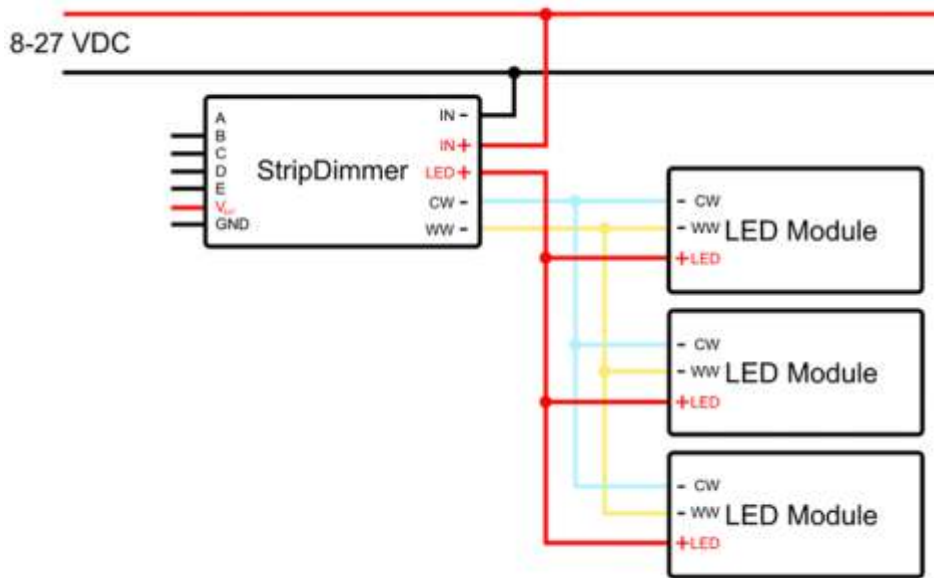 8-27 VDC
A
B
C
D
E
GND
StripDimmer
IN -
IN +
LED +
CW -
WW -
- CW
- WW
+ LED
LED Module
- CW
- WW
+ LED
LED Module
- CW
- WW
+ LED
LED Module